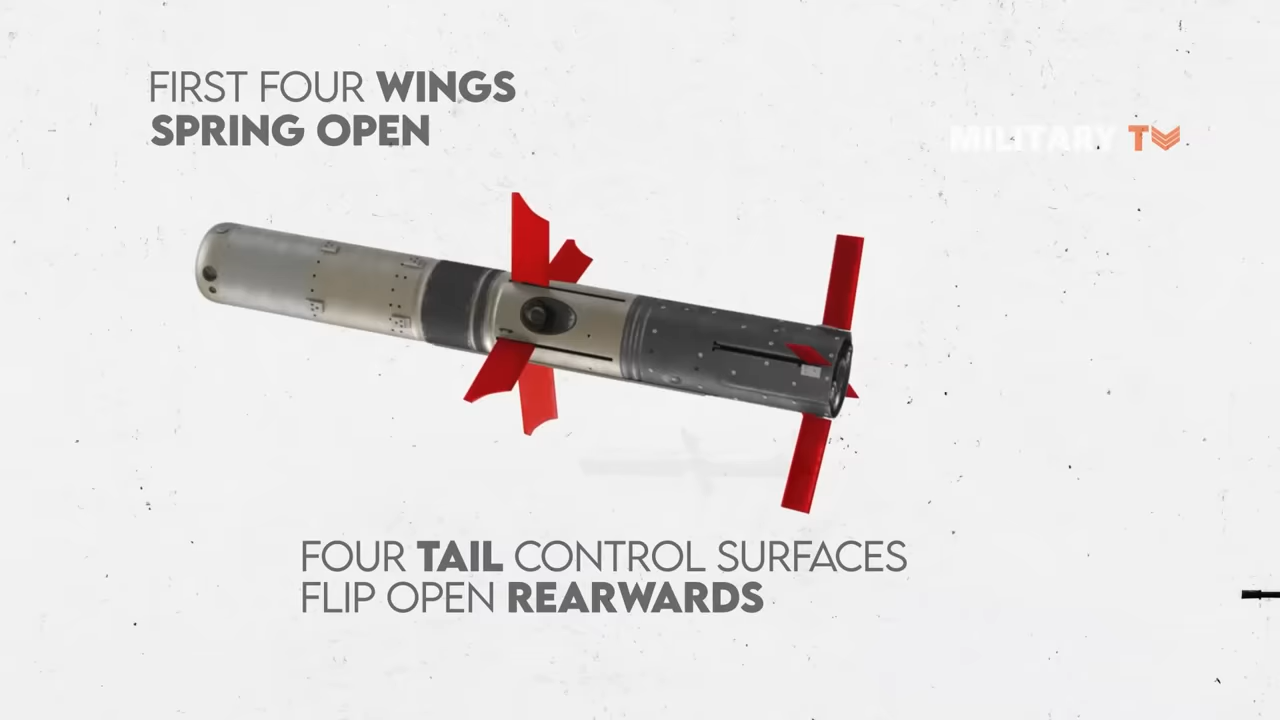 FIRST FOUR WINGS
SPRING OPEN
MILITARY TV
FOUR TAIL CONTROL SURFACES
FLIP OPEN REARWARDS